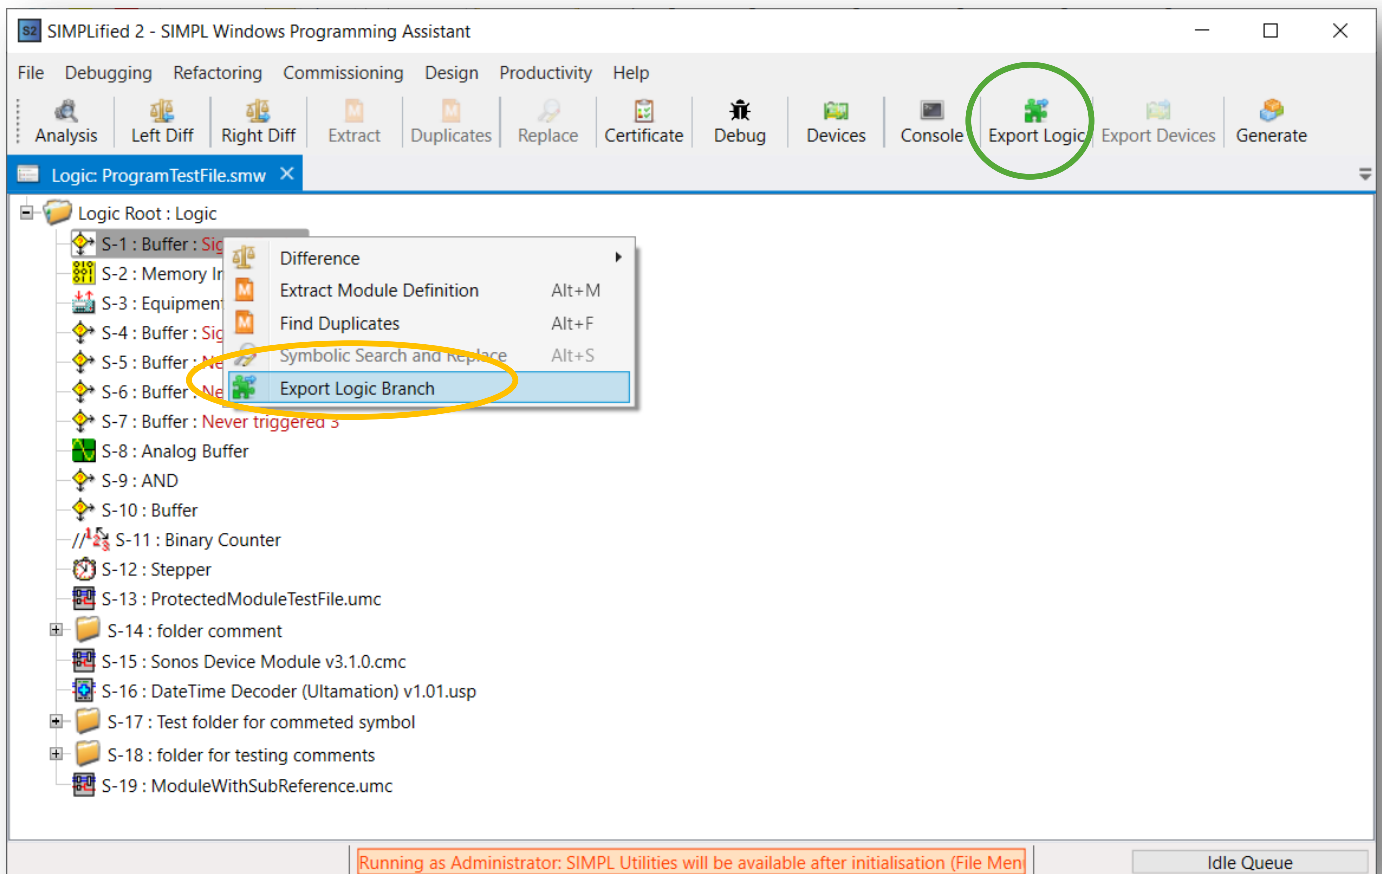 S2 SIMPLified 2 - SIMPL Windows Programming Assistant
File Debugging Refactoring Commissioning Design Productivity Help
Analysis Left Diff Right Diff Extract Duplicates Replace Certificate Debug Devices Console Export Logic Export Devices Generate
Logic: ProgramTestFile.smw
Logic Root : Logic
S-1 : Buffer : Sig
Difference
S-2 : Memory Ir
Extract Module Definition Alt+M
S-3 : Equipment
Find Duplicates Alt+F
S-4 : Buffer : Sig
Symbolic Search and Replace Alt+S
S-5 : Buffer : Ne
Export Logic Branch
S-6 : Buffer : Ne
S-7 : Buffer : Never triggered 3
S-8 : Analog Buffer
S-9 : AND
S-10 : Buffer
// S-11 : Binary Counter
S-12 : Stepper
S-13 : ProtectedModuleTestFile.umc
S-14 : folder comment
S-15 : Sonos Device Module v3.1.0.cmc
S-16 : DateTime Decoder (Ultamation) v1.01.usp
S-17 : Test folder for commeted symbol
S-18 : folder for testing comments
S-19 : ModuleWithSubReference.umc
Running as Administrator: SIMPL Utilities will be available after initialisation (File Men
Idle Queue